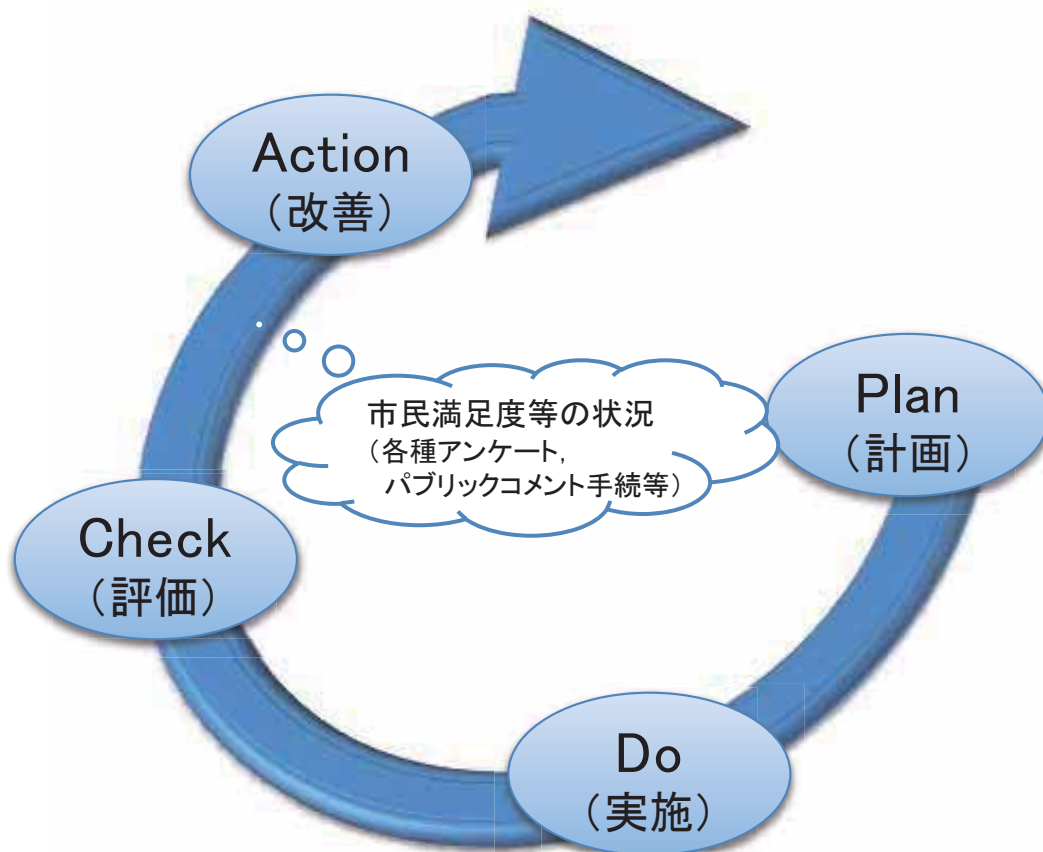 Action
（改善）
市民満足度等の状況
（各種アンケート，
パブリックコメント手続等）
Plan
（計画）
Check
（評価）
Do
（実施）